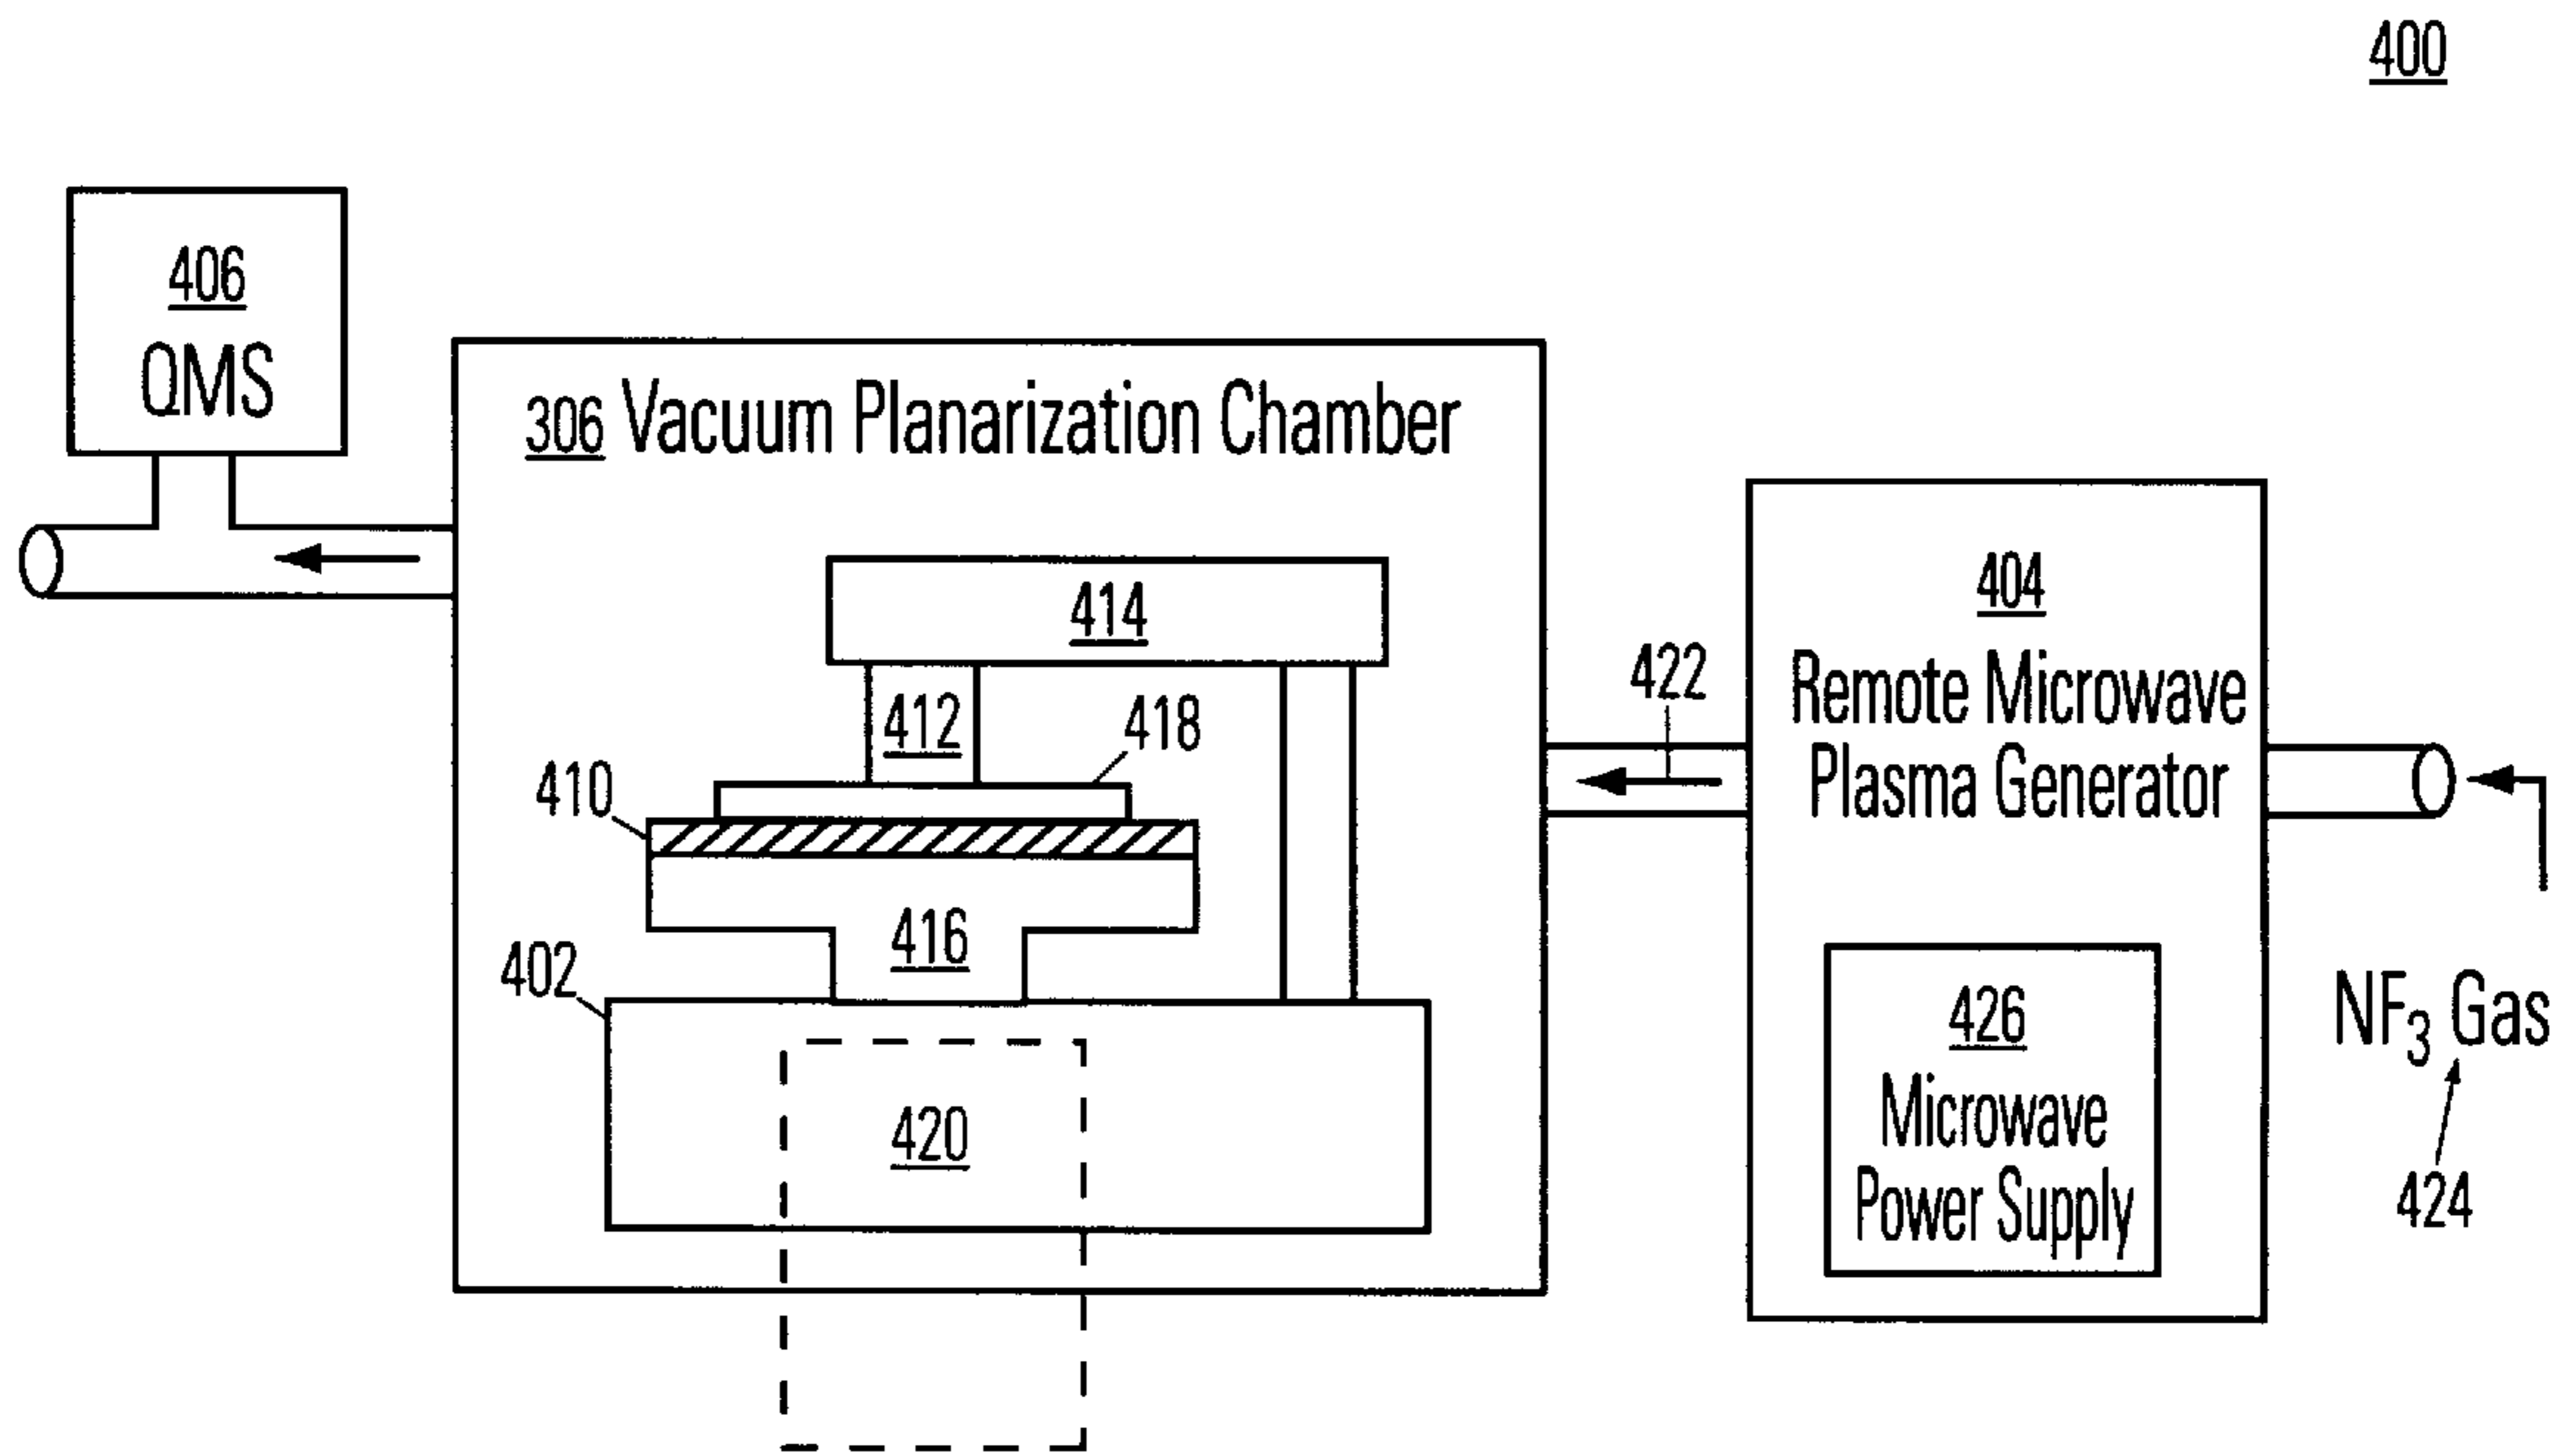 400
406
QMS
306 Vacuum Planarization Chamber
414
412
418
410
416
402
420
422
404
Remote Microwave
Plasma Generator
426
Microwave
Power Supply
NF₃ Gas
424